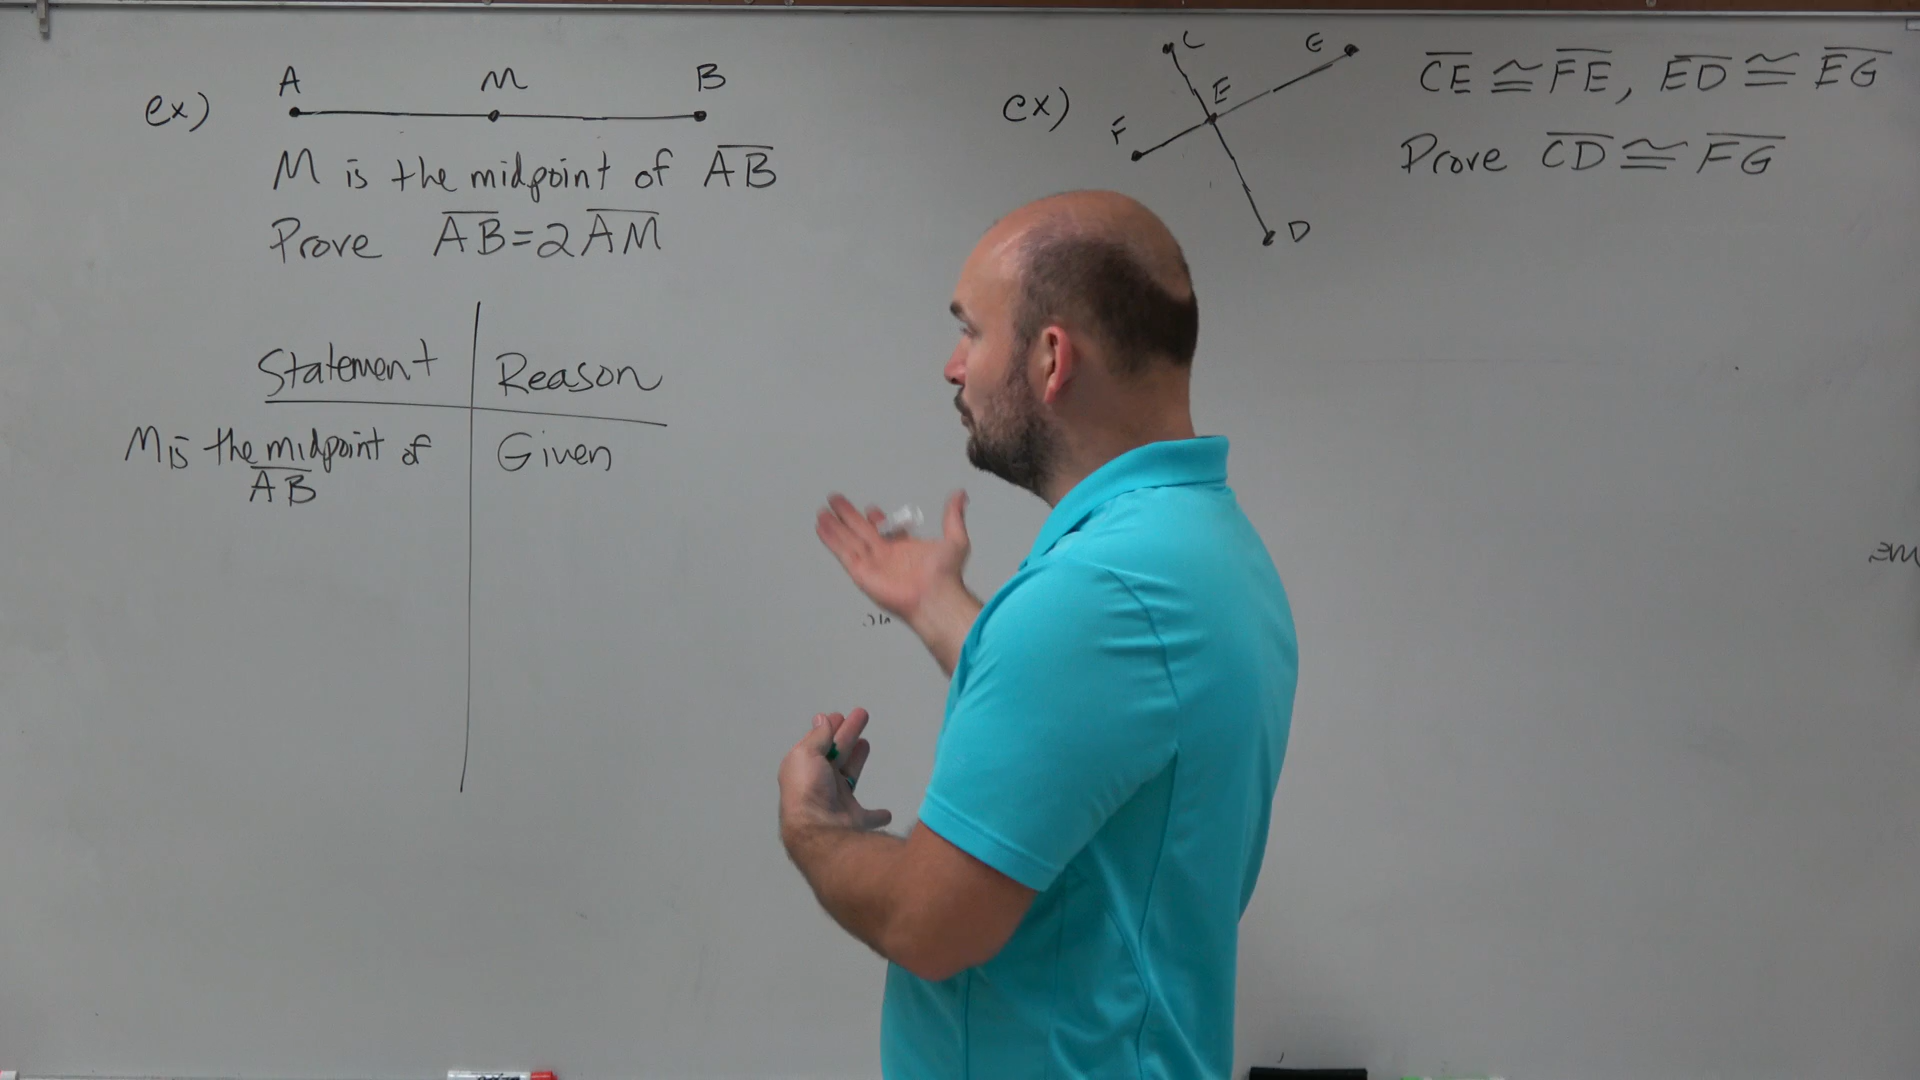 ex) A M B
M is the midpoint of AB
Prove AB=2AM
Statement Reason
M is the midpoint of Given
AB
ex) C G
E
F
D
CE≅FE, ED≅EG
Prove CD≅FG